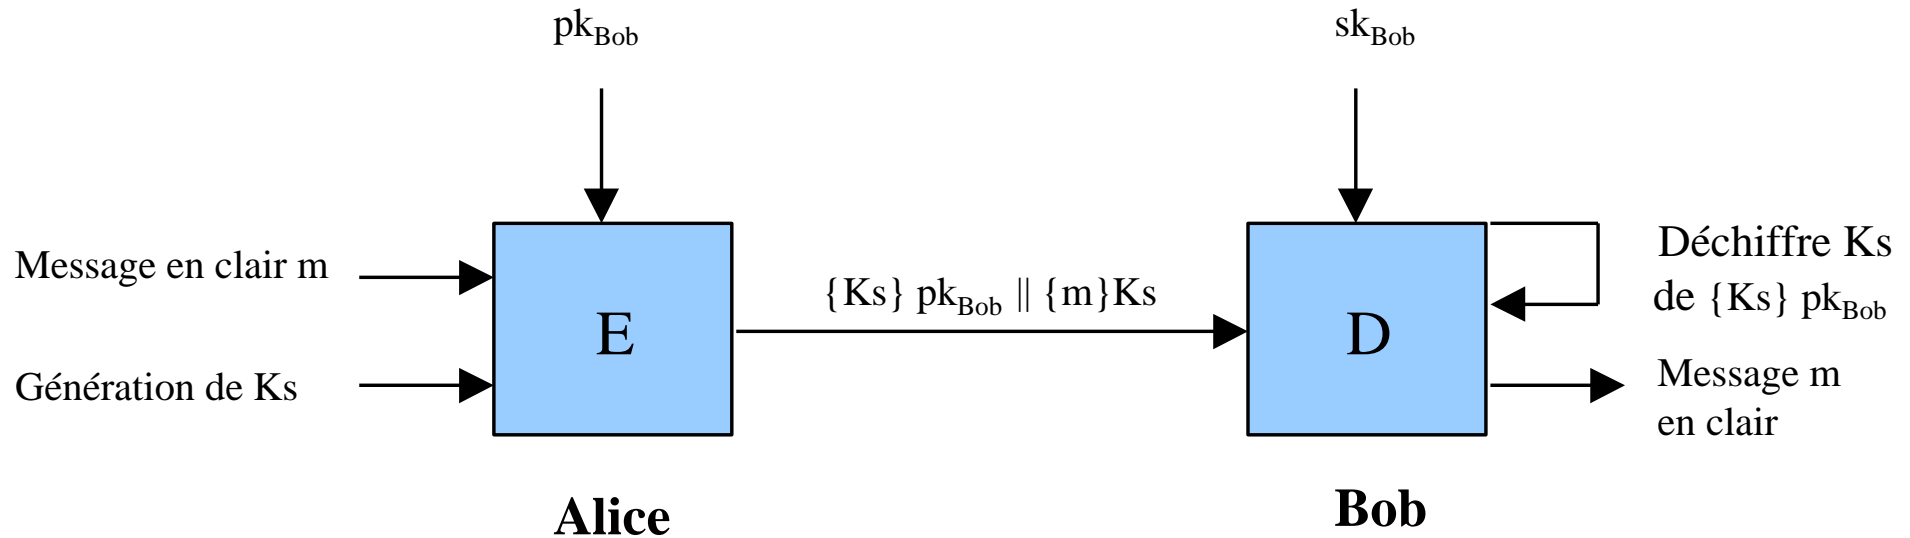 pkBob
skBob
Message en clair m
Génération de Ks
E
{Ks} pkBob || {m}Ks
D
Déchiffre Ks
de {Ks} pkBob
Message m
en clair
Alice
Bob